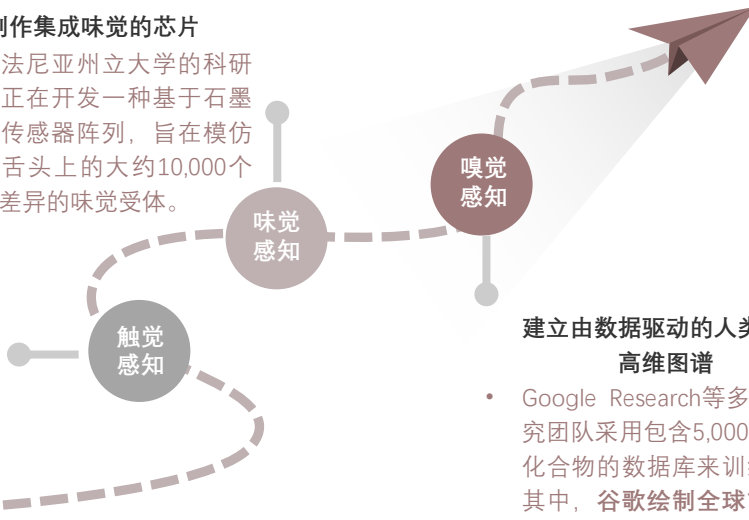 制作集成味觉的芯片
法尼亚州立大学的科研
正在开发一种基于石墨
传感器阵列，旨在模仿
舌头上的大约10,000个
差异的味觉受体。
嗅觉
感知
味觉
感知
触觉
感知
建立由数据驱动的人类
高维图谱
• Google Research等多
究团队采用包含5,000
化合物的数据库来训
其中，谷歌绘制全球